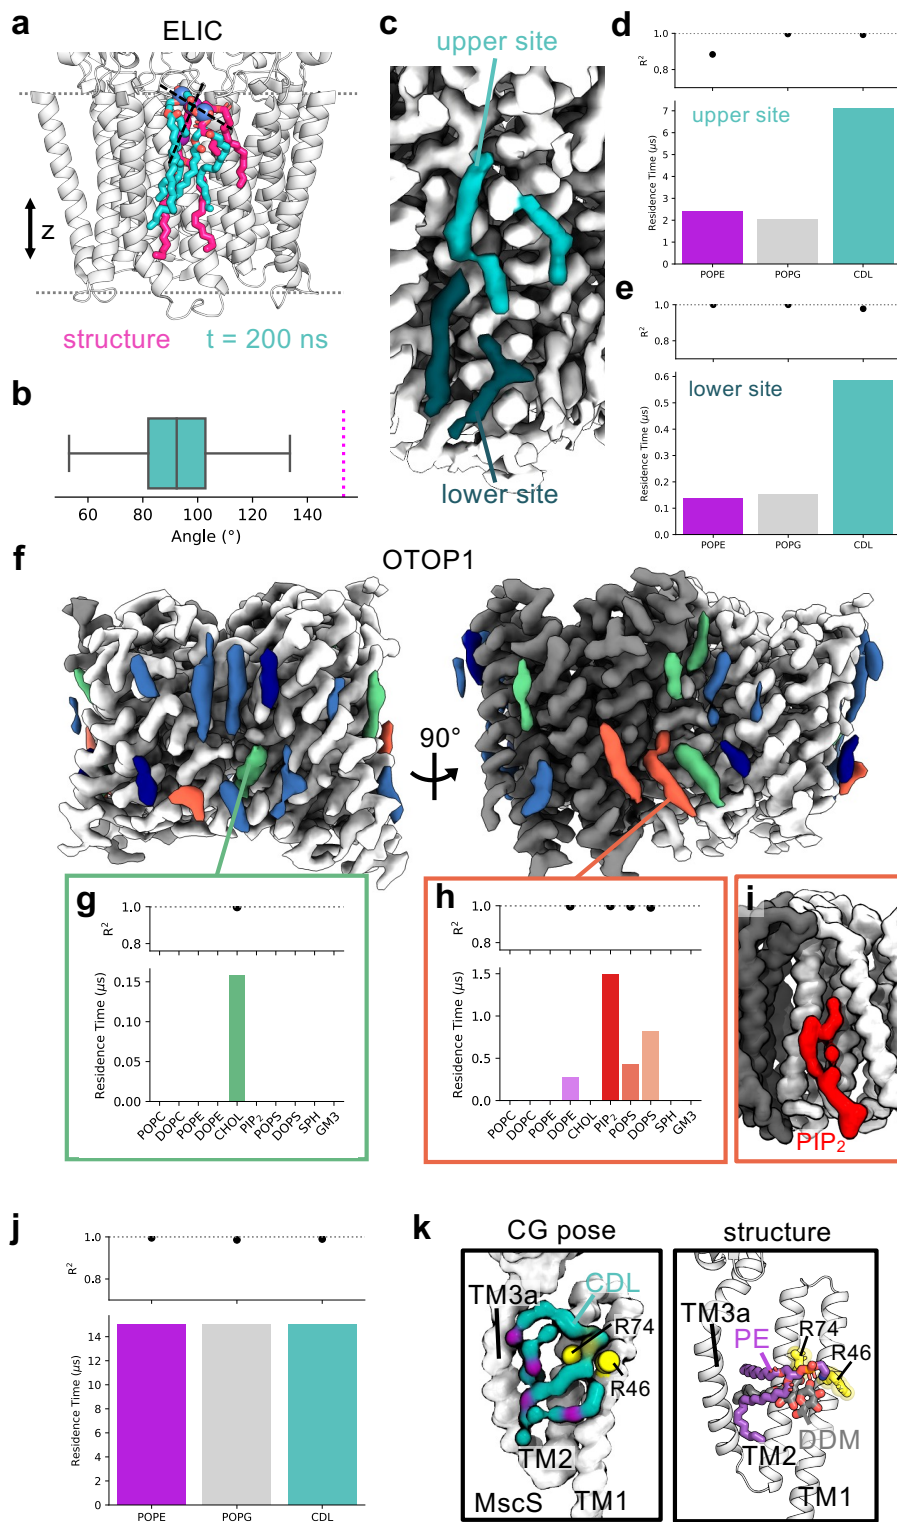 a
ELIC
z
structure
t = 200 ns
b
60 80 100 120 140
Angle (°)
c
upper site
lower site
d
1.0
0.8
R²
upper site
7
6
5
4
3
2
1
0
Residence Time (µs)
POPE POPG CDL
e
1.0
0.8
R²
lower site
0.6
0.5
0.4
0.3
0.2
0.1
0.0
Residence Time (µs)
POPE POPG CDL
f
OTOP1
90°
g
1.0
0.8
R²
0.15
0.10
0.05
0.00
Residence Time (µs)
POPC DOPC POPE DOPE CHOL PIP₂ POPS DOPS SPH GM3
h
1.0
0.8
R²
1.5
1.0
0.5
0.0
Residence Time (µs)
POPC DOPC POPE DOPE CHOL PIP₂ POPS DOPS SPH GM3
i
PIP₂
j
1.0
0.8
R²
14
12
10
8
6
4
2
0
Residence Time (µs)
POPE POPG CDL
k
CG pose
TM3a
CDL
R74
R46
TM2
MscS
TM1
structure
TM3a
PE
R74
R46
DDM
TM2
TM1